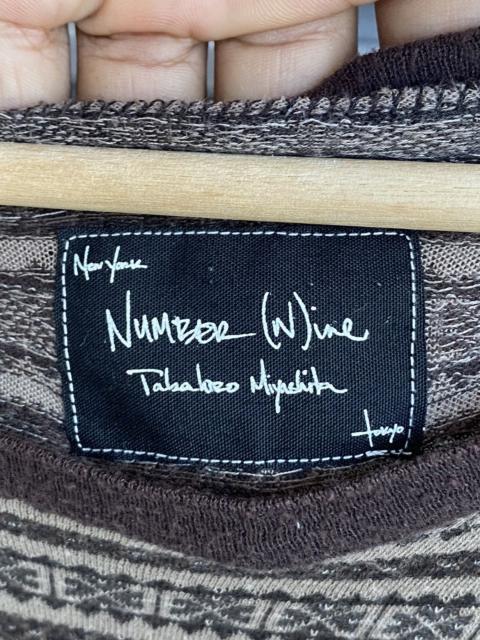 New York
NUMBER (N)ine
Takahiro Miyashita
tokyo